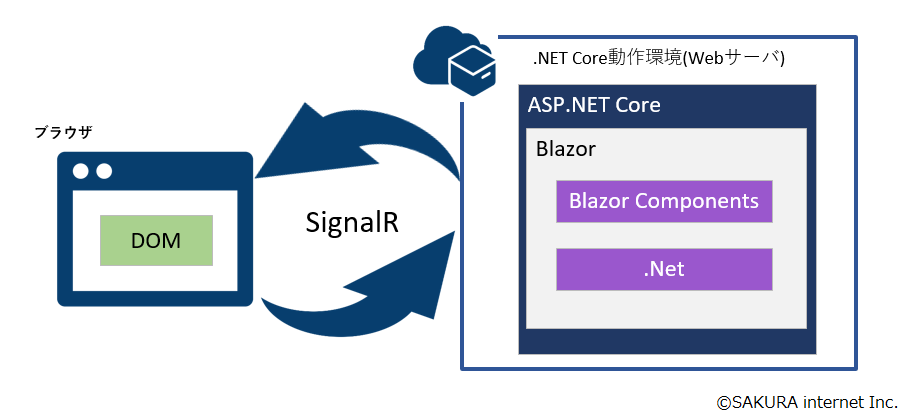 .NET Core動作環境(Webサーバ)
ASP.NET Core
ブラウザ
Blazor
Blazor Components
SignalR
DOM
.Net
©SAKURA internet Inc.